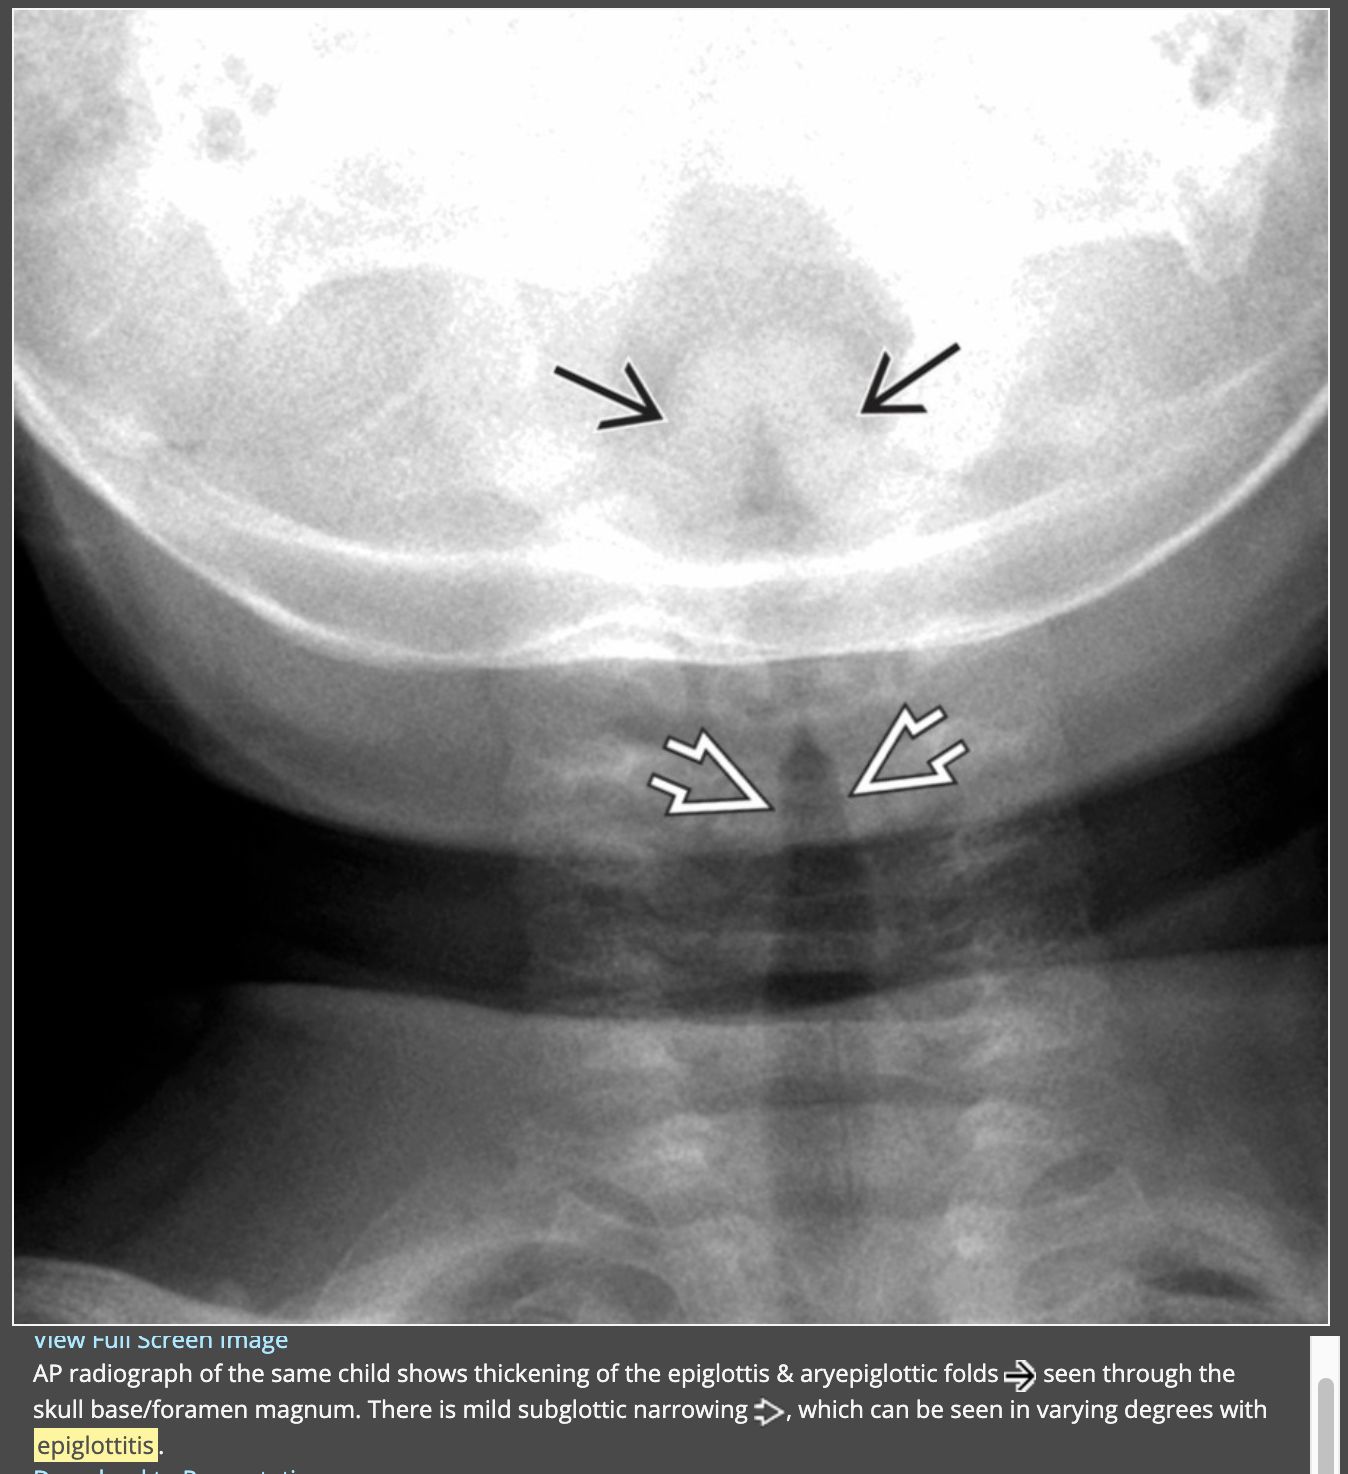 View Full Screen Image
AP radiograph of the same child shows thickening of the epiglottis & aryepiglottic folds seen through the
skull base/foramen magnum. There is mild subglottic narrowing , which can be seen in varying degrees with
epiglottitis.